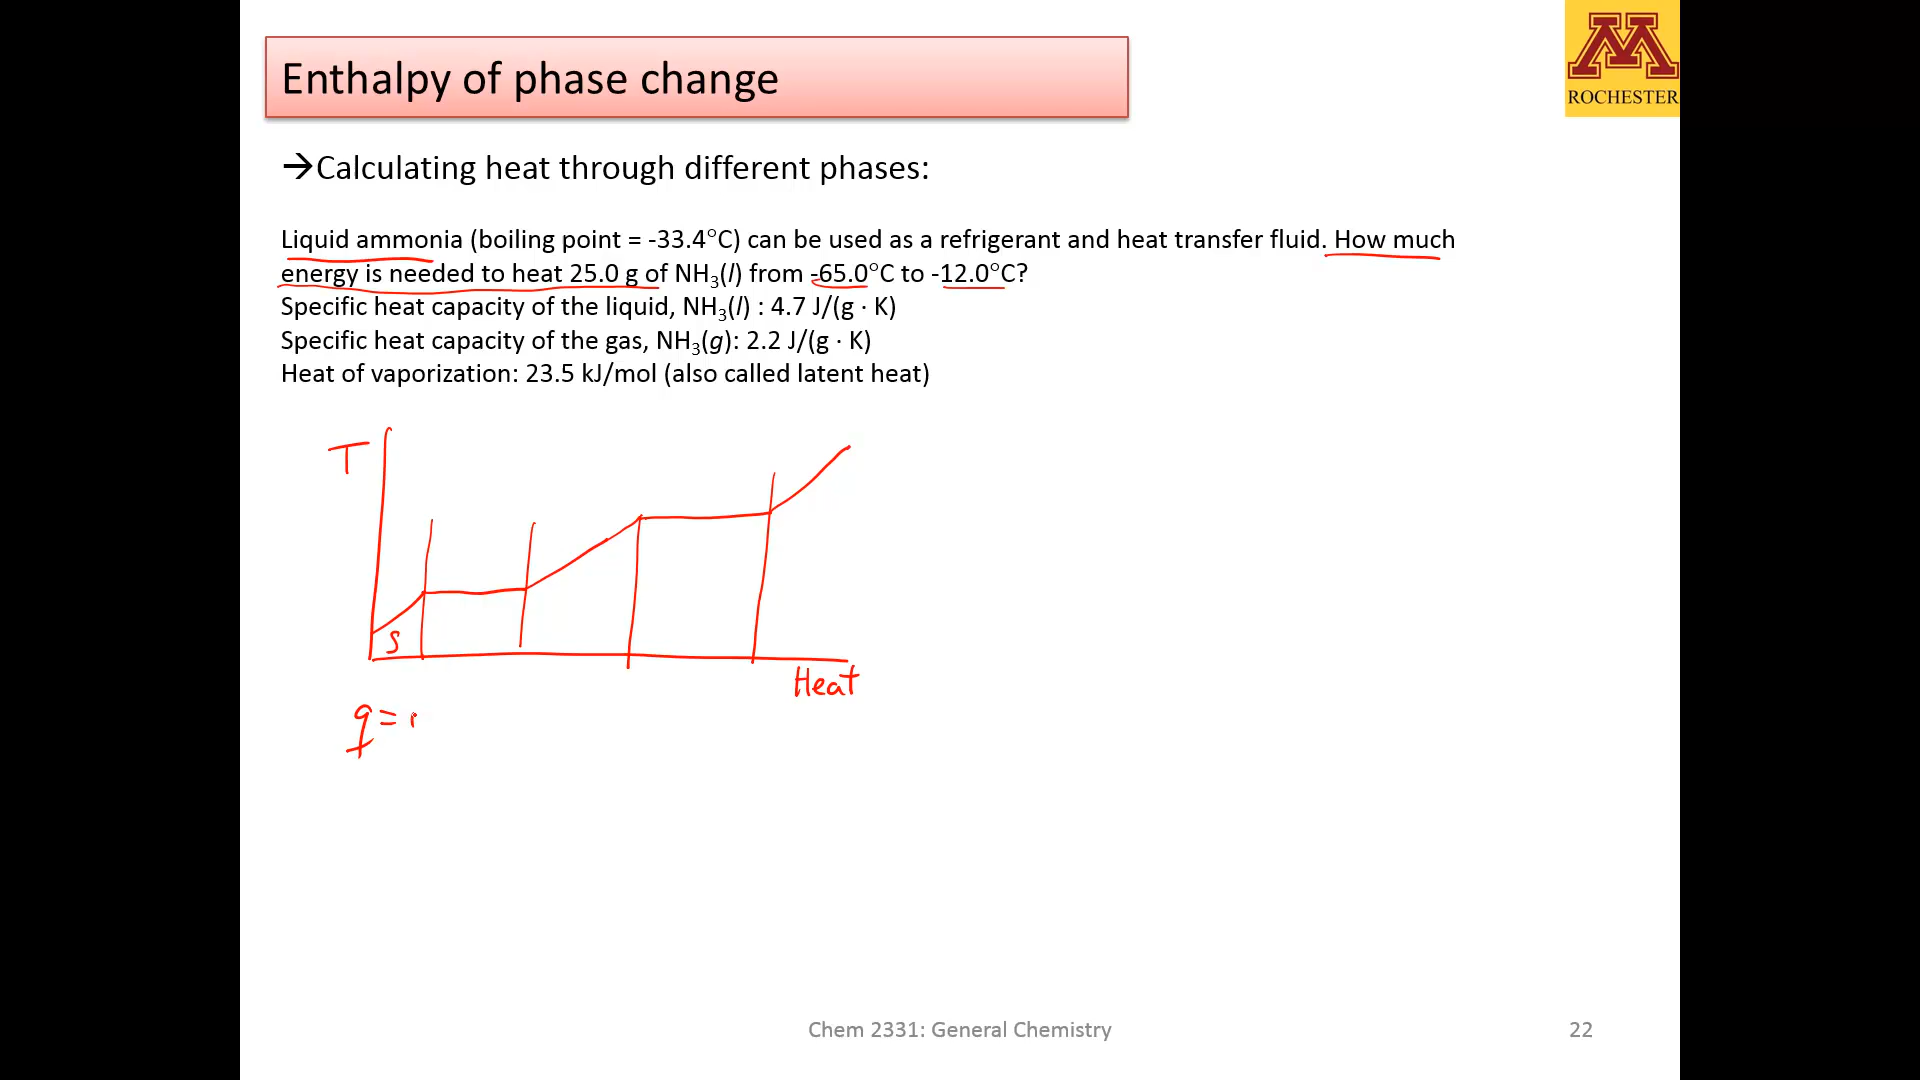 Enthalpy of phase change
M
ROCHESTER
→Calculating heat through different phases:
Liquid ammonia (boiling point = -33.4°C) can be used as a refrigerant and heat transfer fluid. How much
energy is needed to heat 25.0 g of NH₃(l) from -65.0°C to -12.0°C?
Specific heat capacity of the liquid, NH₃(l) : 4.7 J/(g · K)
Specific heat capacity of the gas, NH₃(g): 2.2 J/(g · K)
Heat of vaporization: 23.5 kJ/mol (also called latent heat)
T
S
Heat
q =
Chem 2331: General Chemistry
22